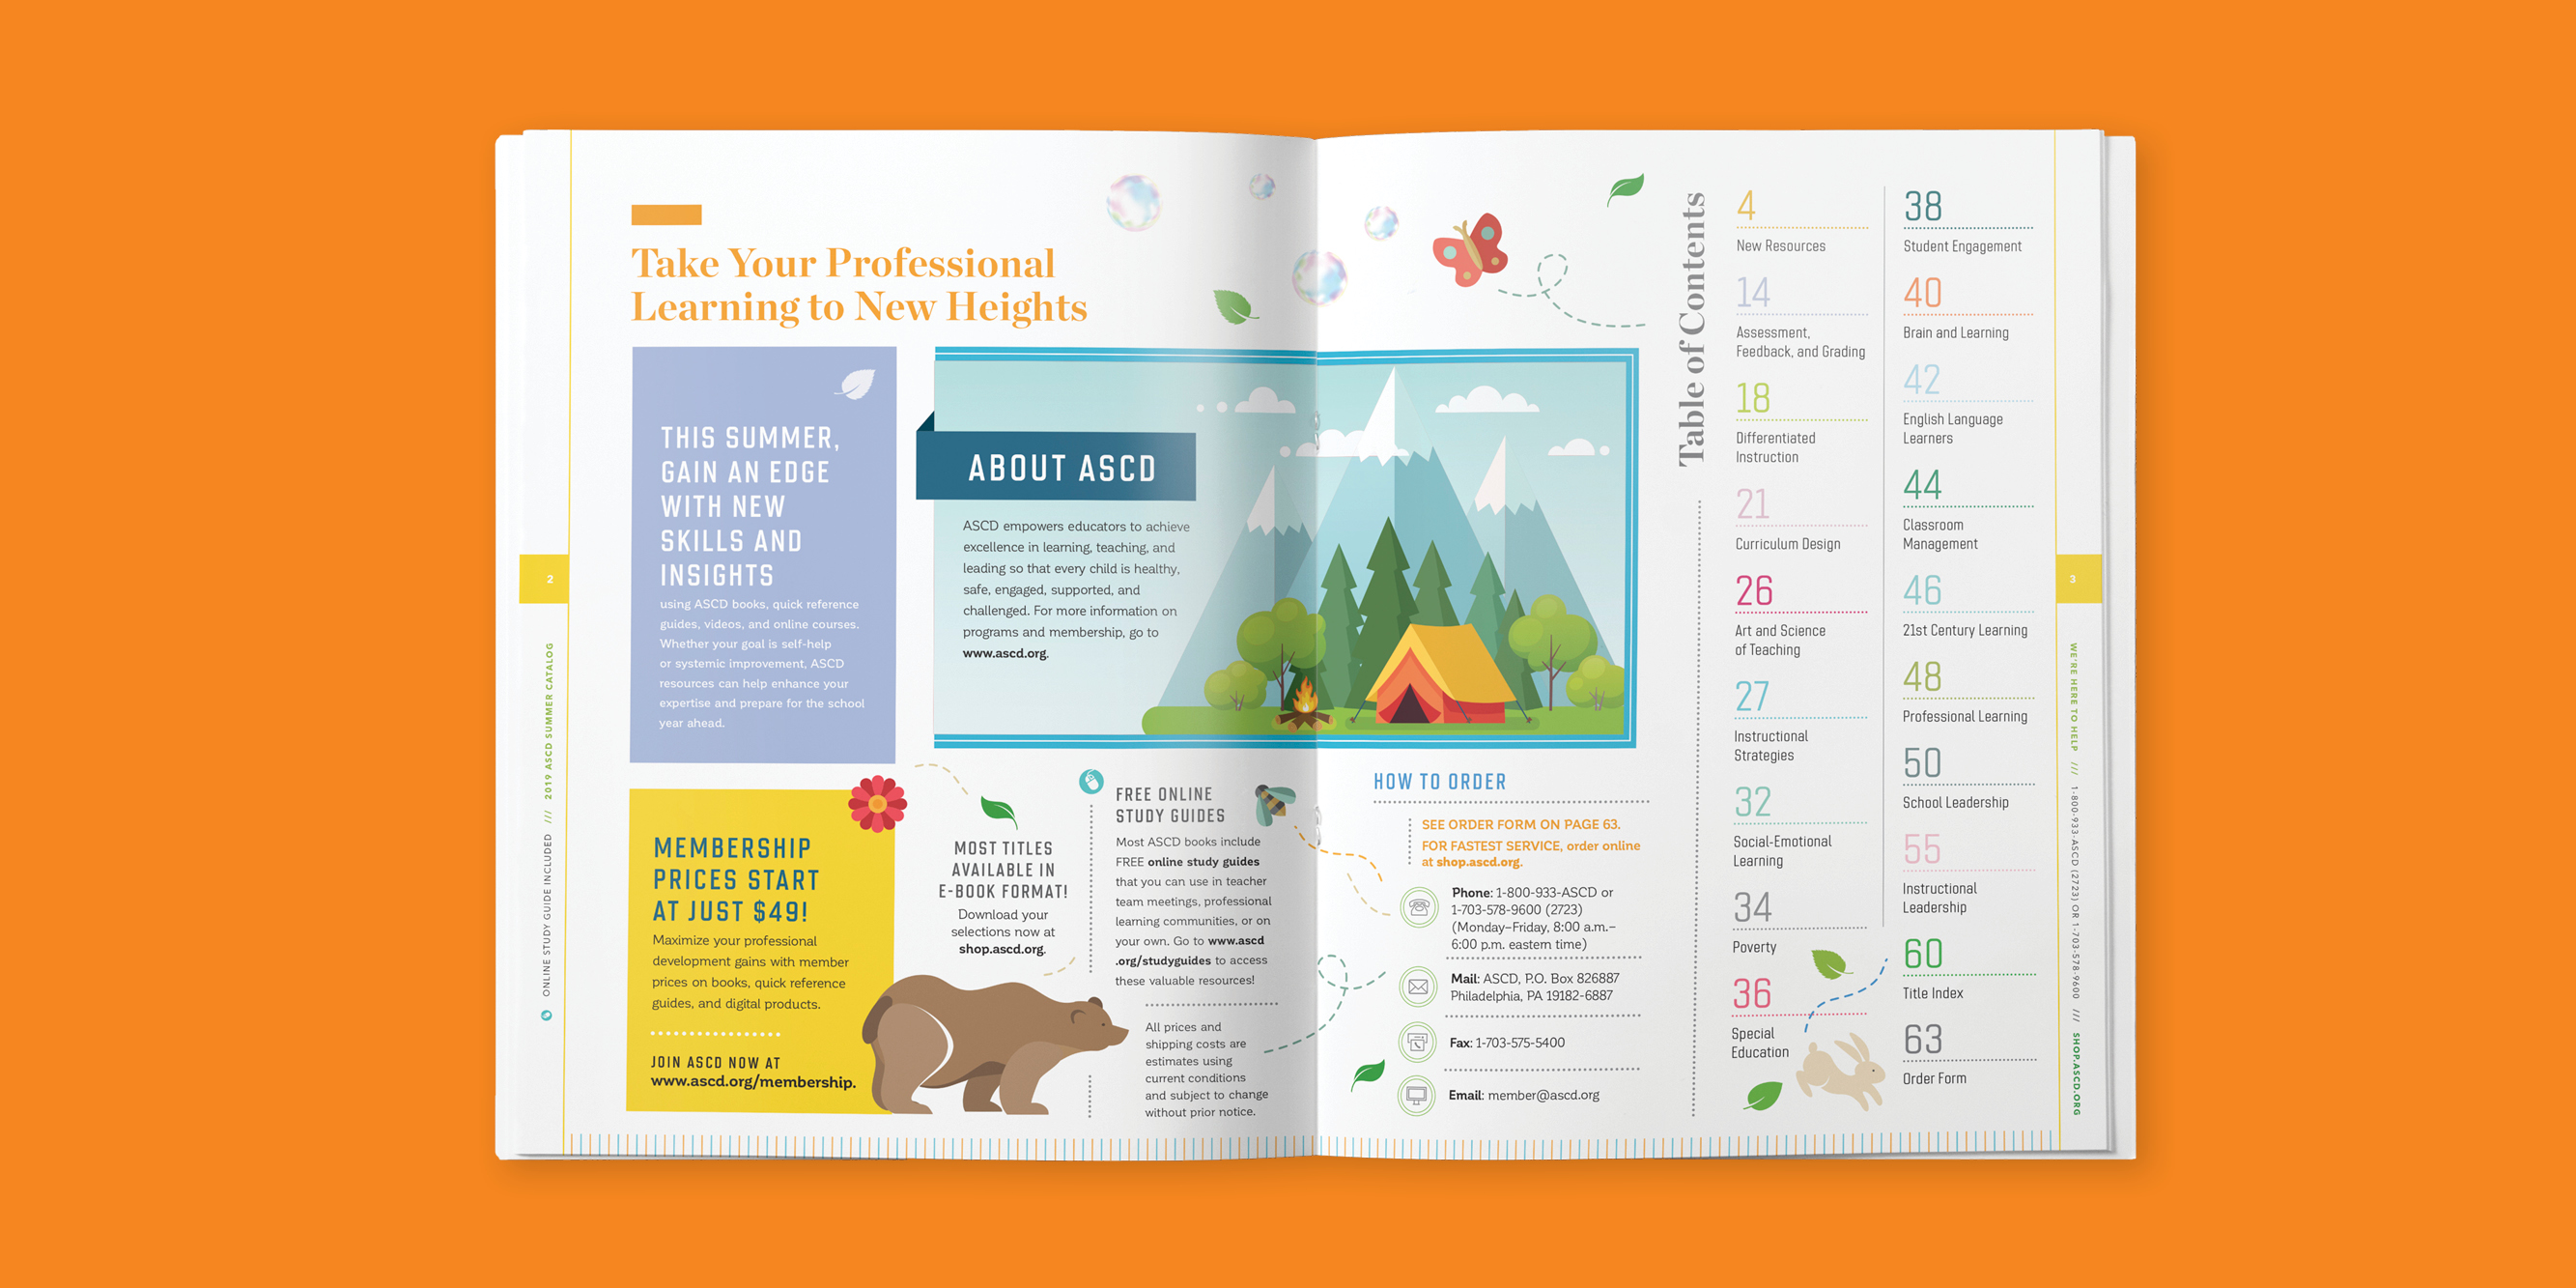 Take Your Professional
Learning to New Heights
THIS SUMMER,
GAIN AN EDGE
WITH NEW
SKILLS AND
INSIGHTS
using ASCD books, quick reference
guides, videos, and online courses.
Whether your goal is self-help
or systemic improvement, ASCD
resources can help enhance your
expertise and prepare for the school
year ahead.
MEMBERSHIP
PRICES START
AT JUST $49!
Maximize your professional
development gains with member
prices on books, quick reference
guides, and digital products.
JOIN ASCD NOW AT
www.ascd.org/membership.
ABOUT ASCD
ASCD empowers educators to achieve
excellence in learning, teaching, and
leading so that every child is healthy,
safe, engaged, supported, and
challenged. For more information on
programs and membership, go to
www.ascd.org.
MOST TITLES
AVAILABLE IN
E-BOOK FORMAT!
Download your
selections now at
shop.ascd.org.
FREE ONLINE
STUDY GUIDES
Most ASCD books include
FREE online study guides
that you can use in teacher
team meetings, professional
learning communities, or on
your own. Go to www.ascd
.org/studyguides to access
these valuable resources!
All prices and
shipping costs are
estimates using
current conditions
and subject to change
without prior notice.
2
ONLINE STUDY GUIDE INCLUDED /// 2019 ASCD SUMMER CATALOG
HOW TO ORDER
SEE ORDER FORM ON PAGE 63.
FOR FASTEST SERVICE, order online
at shop.ascd.org.
Phone: 1-800-933-ASCD or
1-703-578-9600 (2723)
(Monday–Friday, 8:00 a.m.–
6:00 p.m. eastern time)
Mail: ASCD, P.O. Box 826887
Philadelphia, PA 19182-6887
Fax: 1-703-575-5400
Email: member@ascd.org
Table of Contents
4
New Resources
14
Assessment,
Feedback, and Grading
18
Differentiated
Instruction
21
Curriculum Design
26
Art and Science
of Teaching
27
Instructional
Strategies
32
Social-Emotional
Learning
34
Poverty
36
Special
Education
38
Student Engagement
40
Brain and Learning
42
English Language
Learners
44
Classroom
Management
46
21st Century Learning
48
Professional Learning
50
School Leadership
55
Instructional
Leadership
60
Title Index
63
Order Form
3
WE'RE HERE TO HELP /// 1-800-933-ASCD (2723) OR 1-703-578-9600 /// SHOP.ASCD.ORG